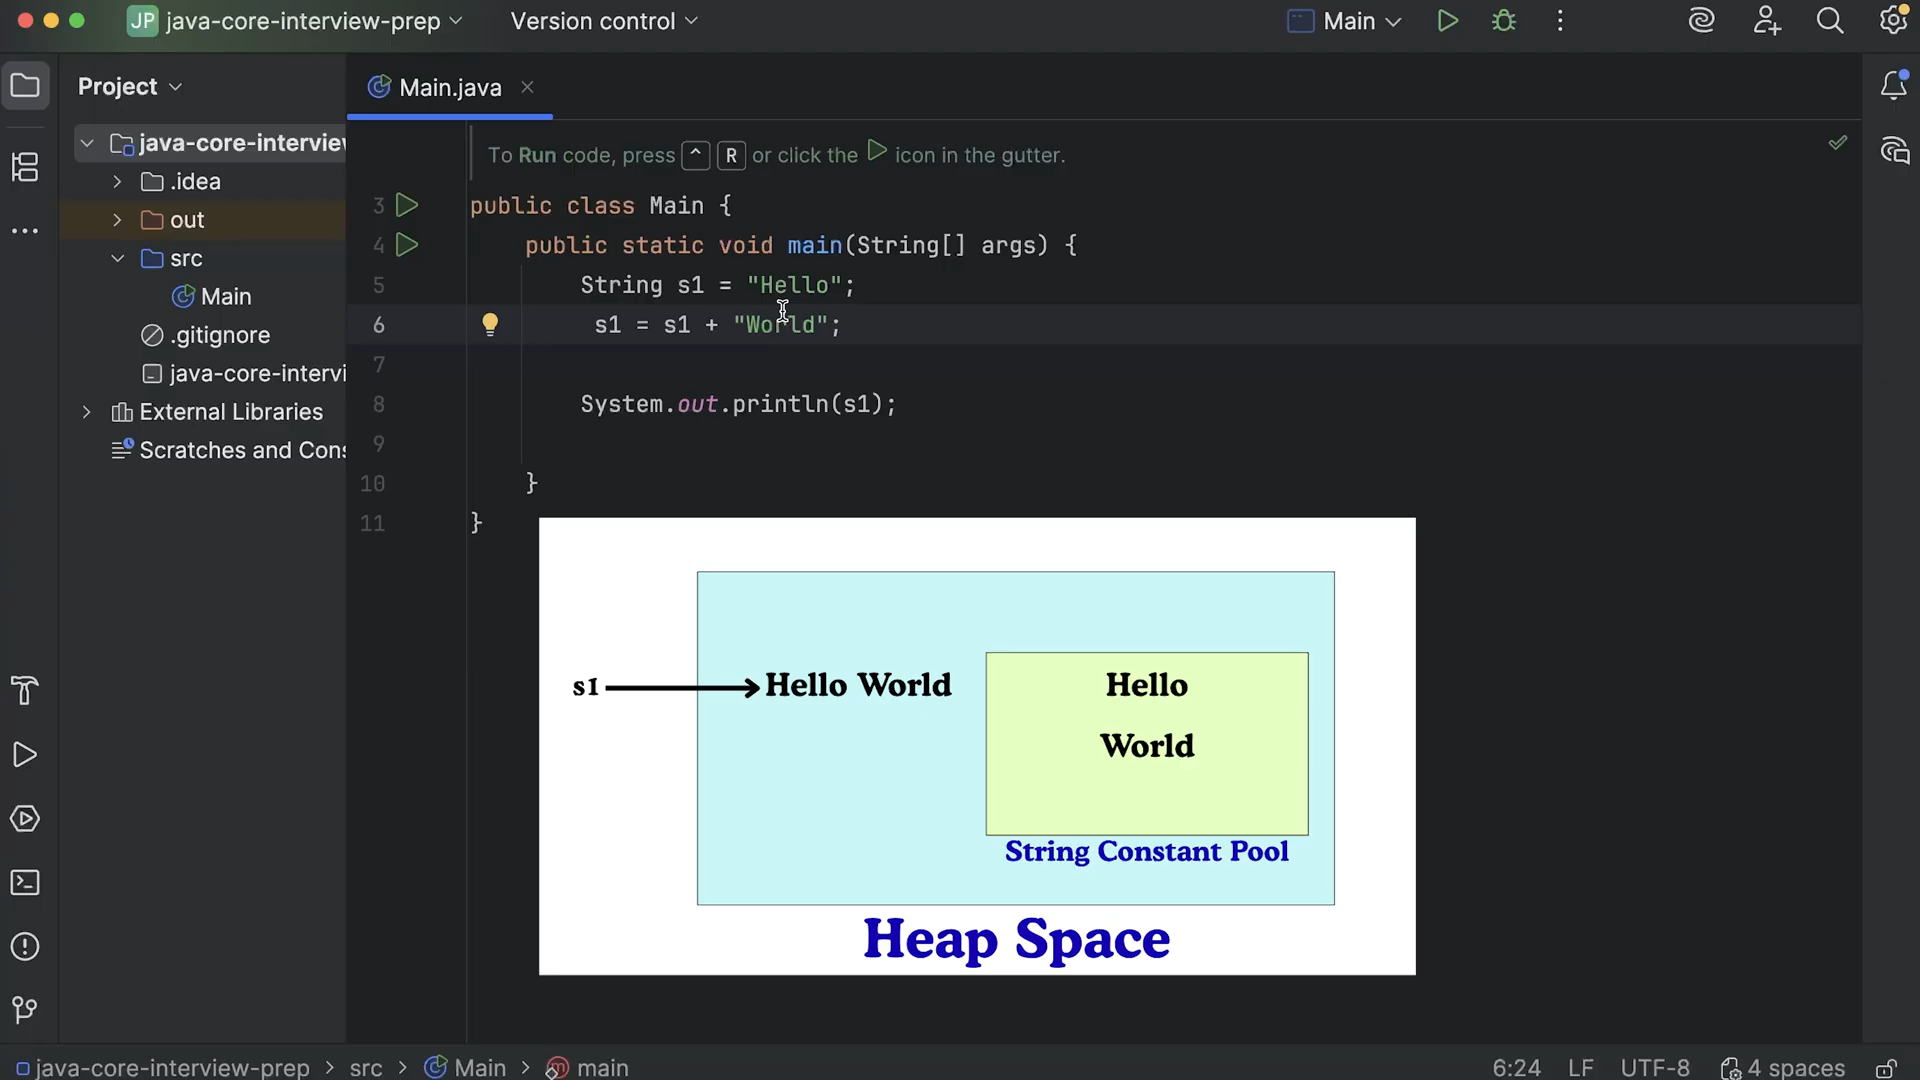 JP java-core-interview-prep
Version control
Main
Project
Main.java
java-core-interview
.idea
out
src
Main
.gitignore
java-core-intervi
External Libraries
Scratches and Cons
To Run code, press ^ R or click the icon in the gutter.
3 public class Main {
4 public static void main(String[] args) {
5 String s1 = "Hello";
6 s1 = s1 + "World";
7
8 System.out.println(s1);
9
10 }
11 }
s1
Hello World
Hello
World
String Constant Pool
Heap Space
java-core-interview-prep > src > Main > main
6:24 LF UTF-8 4 spaces